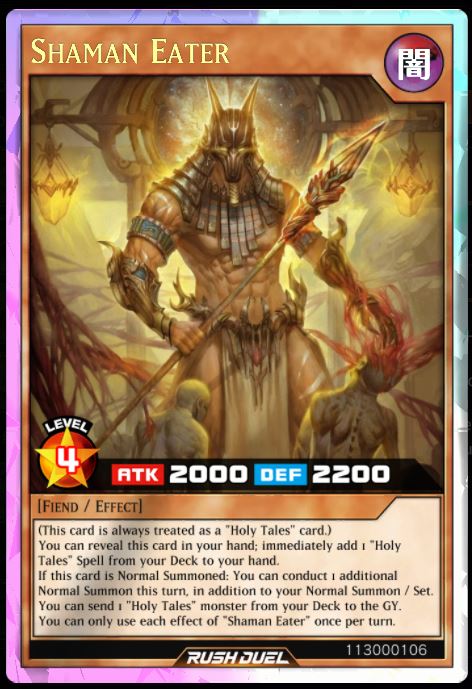 Shaman Eater
闇
LEVEL
4
ATK 2000 DEF 2200
[Fiend / Effect]
(This card is always treated as a "Holy Tales" card.)
You can reveal this card in your hand; immediately add 1 "Holy
Tales" Spell from your Deck to your hand.
If this card is Normal Summoned: You can conduct 1 additional
Normal Summon this turn, in addition to your Normal Summon / Set.
You can send 1 "Holy Tales" monster from your Deck to the GY.
You can only use each effect of "Shaman Eater" once per turn.
113000106
RUSH DUEL